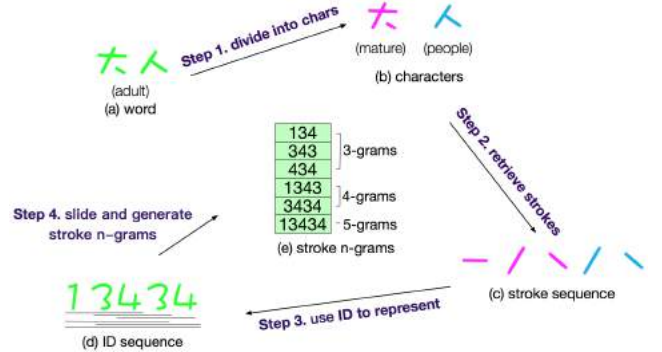 大人
(adult)
(a) word
Step 1. divide into chars
大 人
(mature) (people)
(b) characters
Step 2. retrieve strokes
(c) stroke sequence
Step 3. use ID to represent
13434
(d) ID sequence
Step 4. slide and generate
stroke n-grams
134
343
434
3-grams
1343
3434
4-grams
13434
5-grams
(e) stroke n-grams